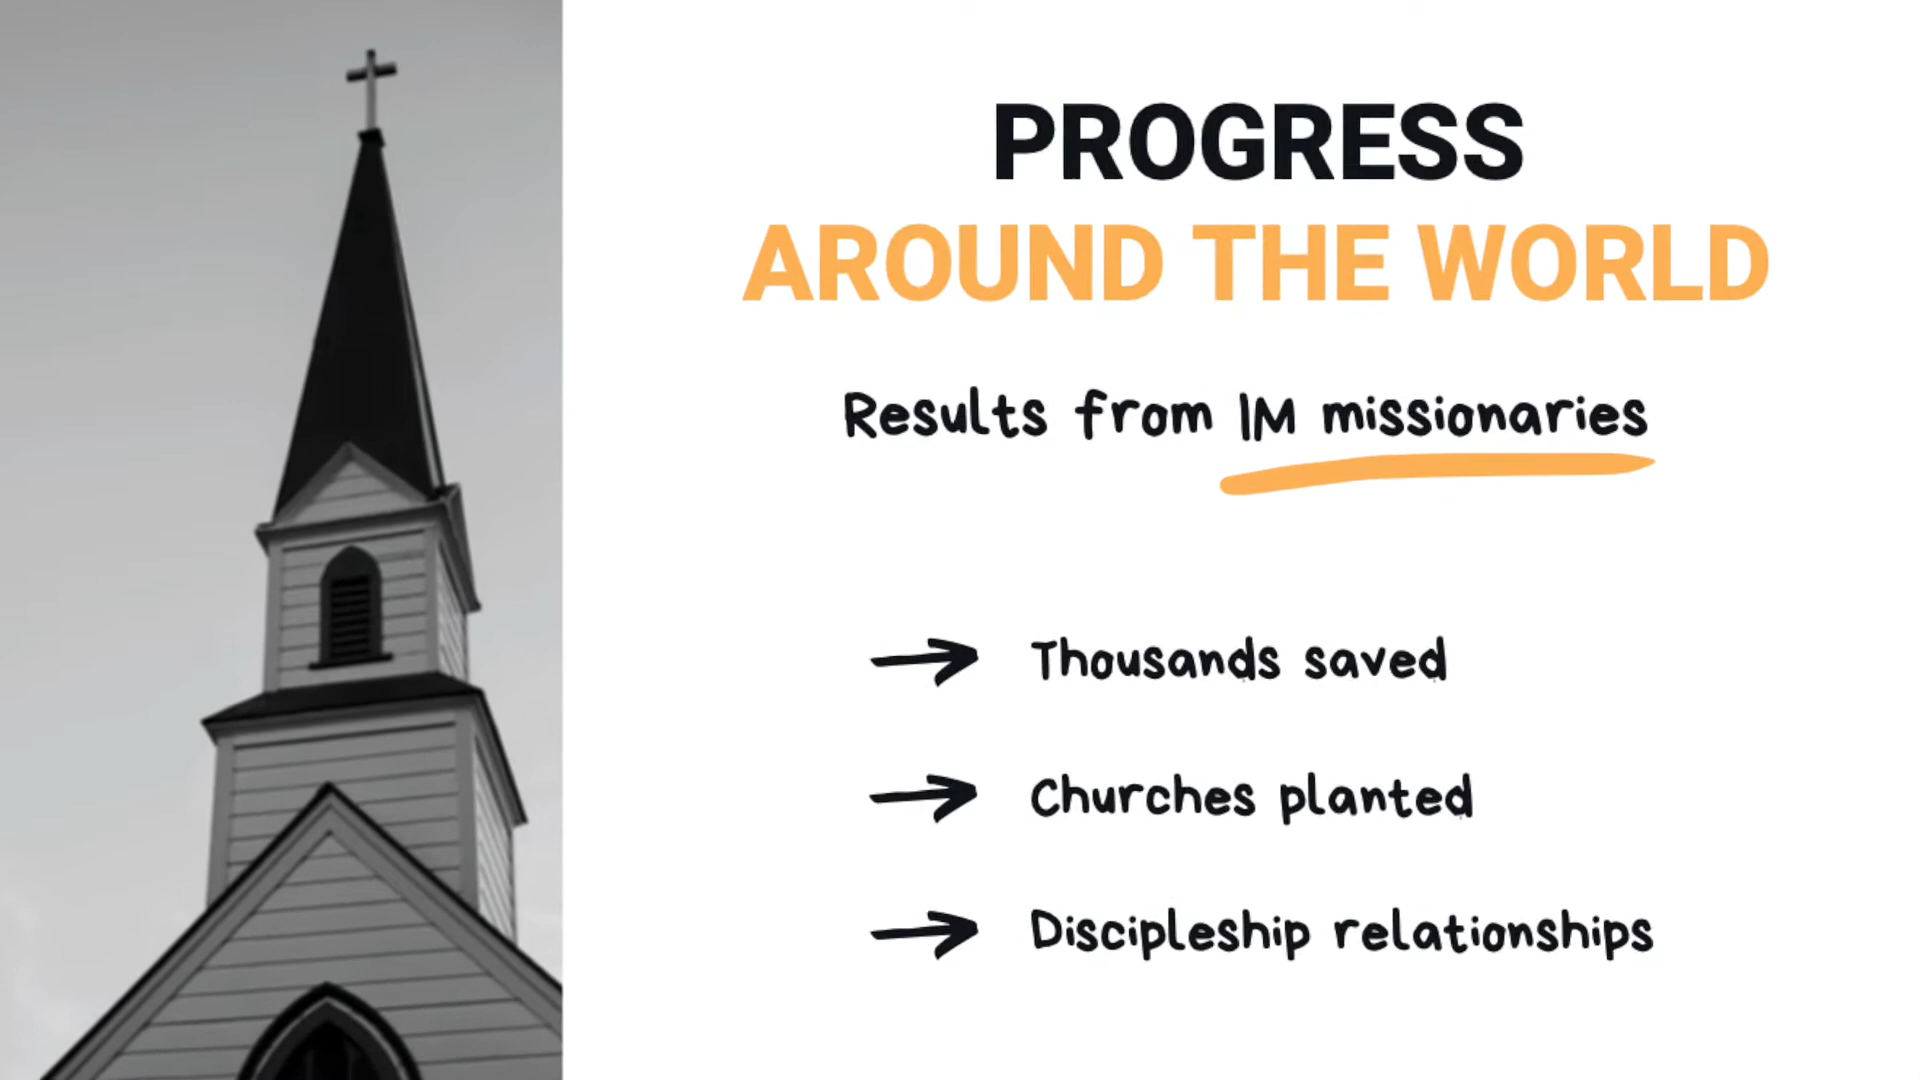 PROGRESS
AROUND THE WORLD
Results from IM missionaries
Thousands saved
Churches planted
Discipleship relationships